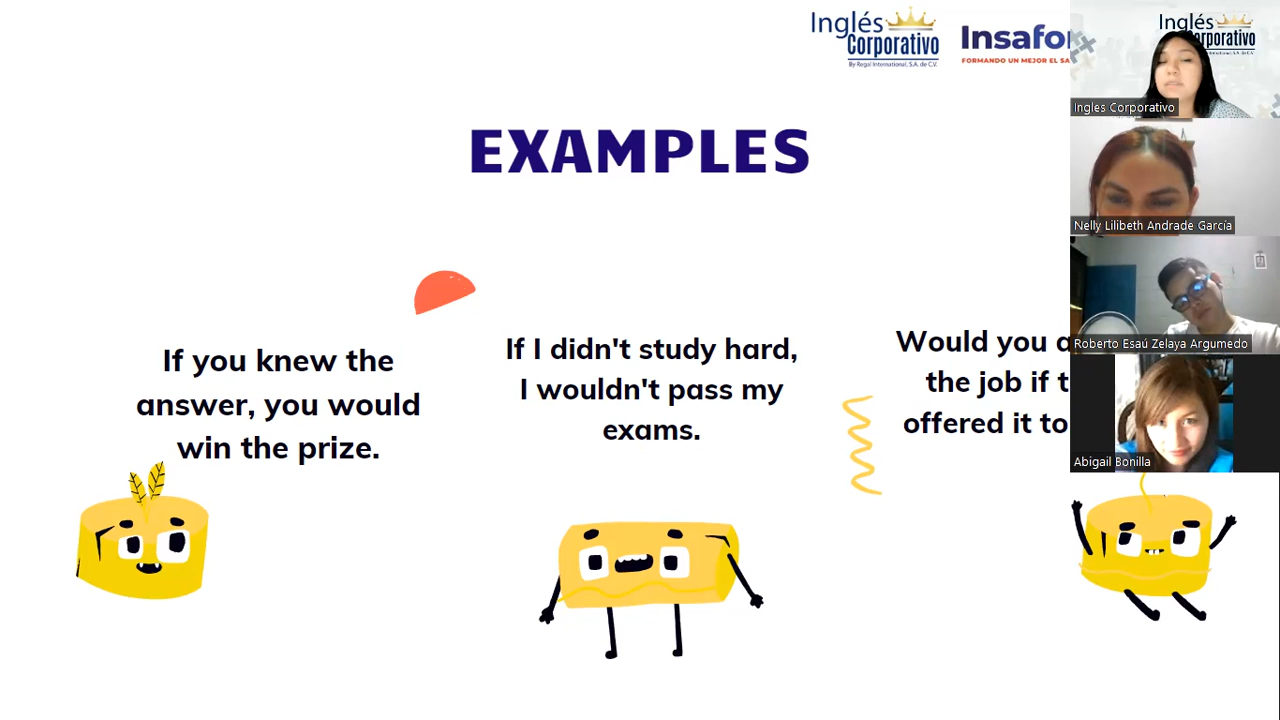 Inglés
Corporativo
By Regal International, S.A. de C.V.
FORMANDO UN MEJOR EL
Inglés
Corporativo
Ingles Corporativo
EXAMPLES
Nelly Lilibeth Andrade García
Roberto Esaú Zelaya Argumedo
Abigail Bonilla
If you knew the
answer, you would
win the prize.
If I didn't study hard,
I wouldn't pass my
exams.
Would you
the job if
offered it to